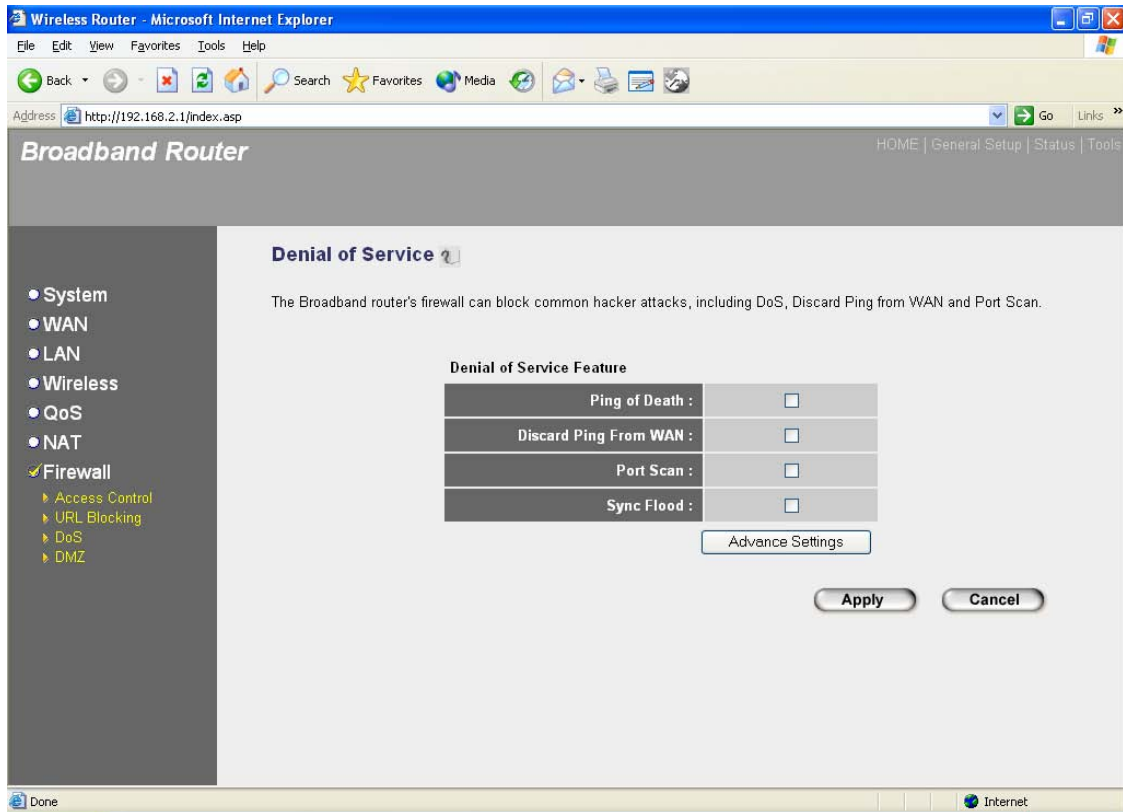 Wireless Router - Microsoft Internet Explorer
File Edit View Favorites Tools Help
Back Search Favorites Media
Address http://192.168.2.1/index.asp Go Links »
Broadband Router
HOME | General Setup | Status | Tools
System
WAN
LAN
Wireless
QoS
NAT
Firewall
Access Control
URL Blocking
DoS
DMZ
Denial of Service
The Broadband router's firewall can block common hacker attacks, including DoS, Discard Ping from WAN and Port Scan.
Denial of Service Feature
Ping of Death :
Discard Ping From WAN :
Port Scan :
Sync Flood :
Advance Settings
Apply Cancel
Done Internet